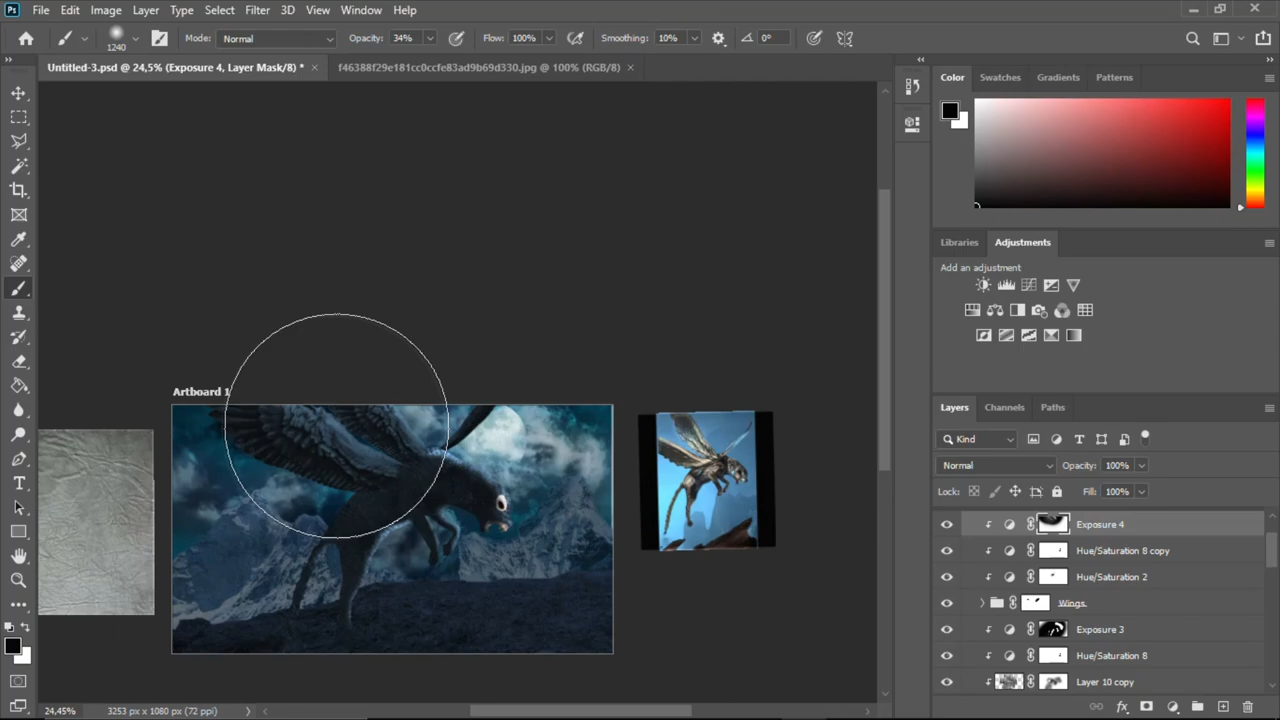 Ps File Edit Image Layer Type Select Filter 3D View Window Help
1240 Mode: Normal Opacity: 34% Flow: 100% Smoothing: 10% 0°
Untitled-3.psd @ 24,5% (Exposure 4, Layer Mask/8) * × f46388f29e181cc0ccfe83ad9b69d330.jpg @ 100% (RGB/8) ×
Color Swatches Gradients Patterns
Libraries Adjustments
Add an adjustment
Artboard 1
Layers Channels Paths
Kind
Normal Opacity: 100%
Lock: Fill: 100%
Exposure 4
Hue/Saturation 8 copy
Hue/Saturation 2
Wings.
Exposure 3
Hue/Saturation 8
Layer 10 copy
24,45% 3253 px x 1080 px (72 ppi)